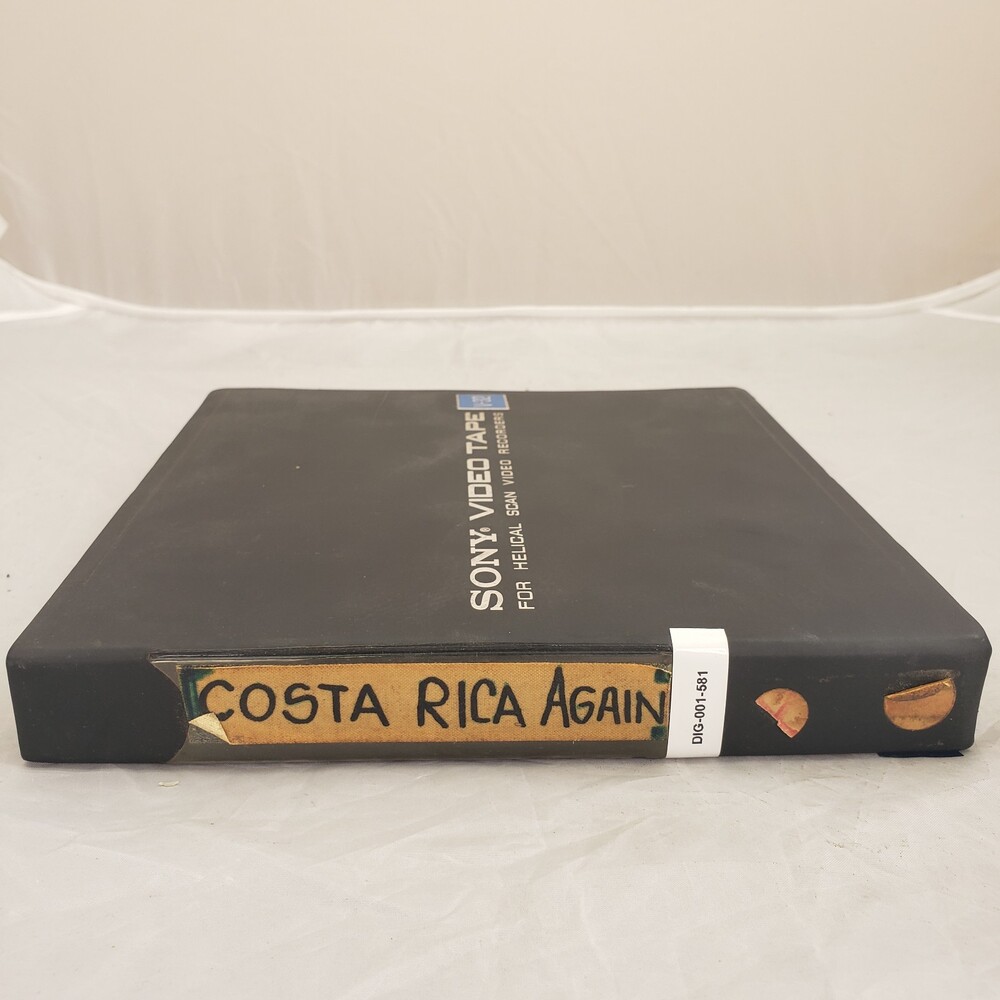 SONY® VIDEO TAPE
FOR HELICAL SCAN VIDEO RECORDERS
COSTA RICA AGAIN
DIG-001-581